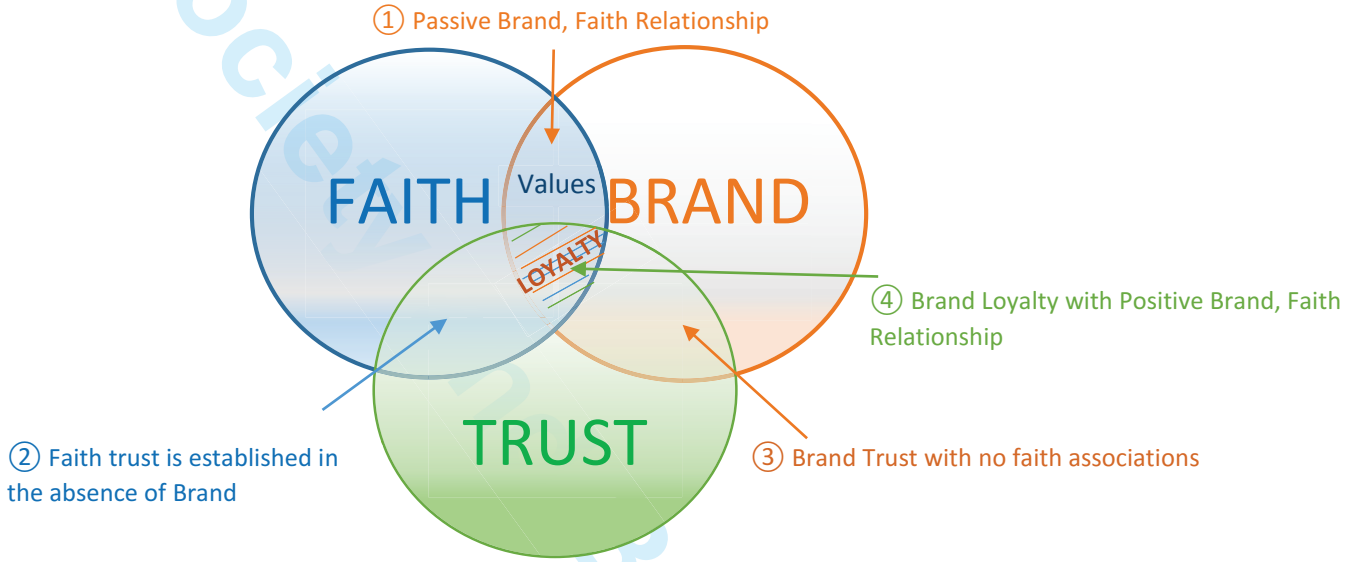 ① Passive Brand, Faith Relationship
FAITH
Values
BRAND
LOYALTY
④ Brand Loyalty with Positive Brand, Faith
Relationship
TRUST
② Faith trust is established in
the absence of Brand
③ Brand Trust with no faith associations